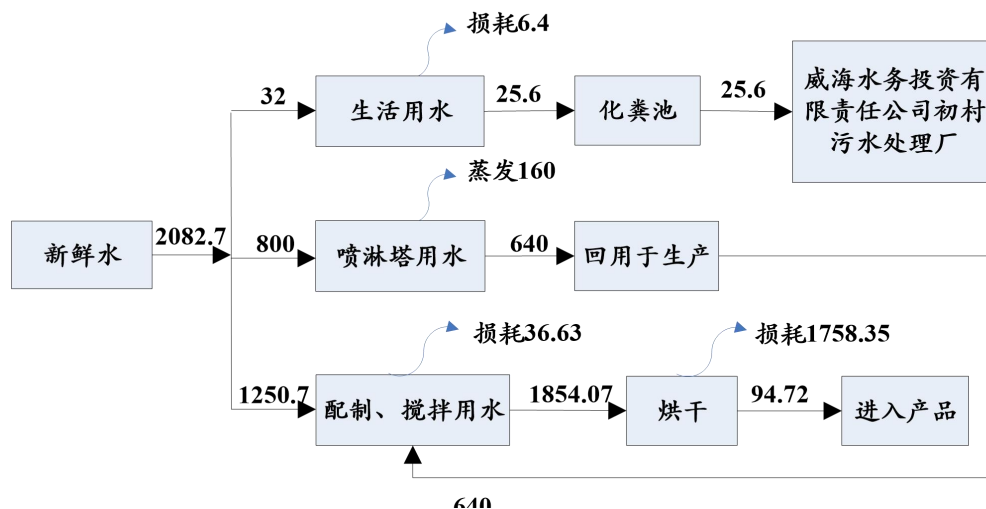 损耗6.4
32
生活用水
25.6
化粪池
25.6
威海水务投资有
限责任公司初村
污水处理厂
蒸发160
新鲜水
2082.7
800
喷淋塔用水
640
回用于生产
损耗36.63
损耗1758.35
1250.7
配制、搅拌用水
1854.07
烘干
94.72
进入产品
640